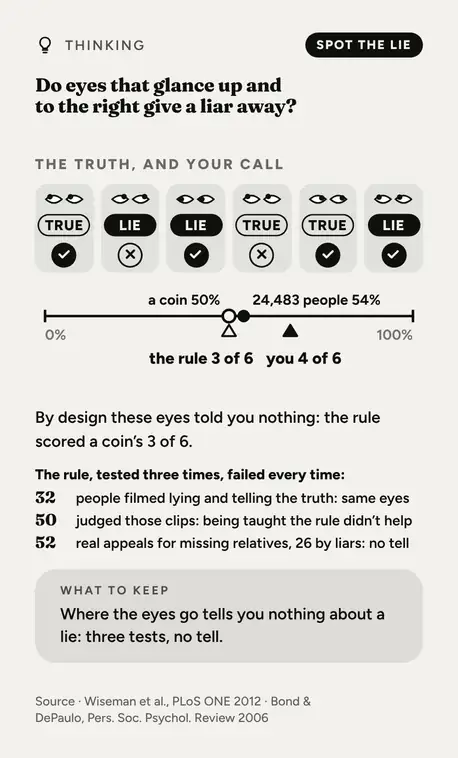 THINKING
SPOT THE LIE
Do eyes that glance up and
to the right give a liar away?
THE TRUTH, AND YOUR CALL
TRUE LIE LIE TRUE TRUE LIE
a coin 50% 24,483 people 54%
0% 100%
the rule 3 of 6 you 4 of 6
By design these eyes told you nothing: the rule
scored a coin’s 3 of 6.
The rule, tested three times, failed every time:
32 people filmed lying and telling the truth: same eyes
50 judged those clips: being taught the rule didn’t help
52 real appeals for missing relatives, 26 by liars: no tell
WHAT TO KEEP
Where the eyes go tells you nothing about a
lie: three tests, no tell.
Source · Wiseman et al., PLoS ONE 2012 · Bond &
DePaulo, Pers. Soc. Psychol. Review 2006